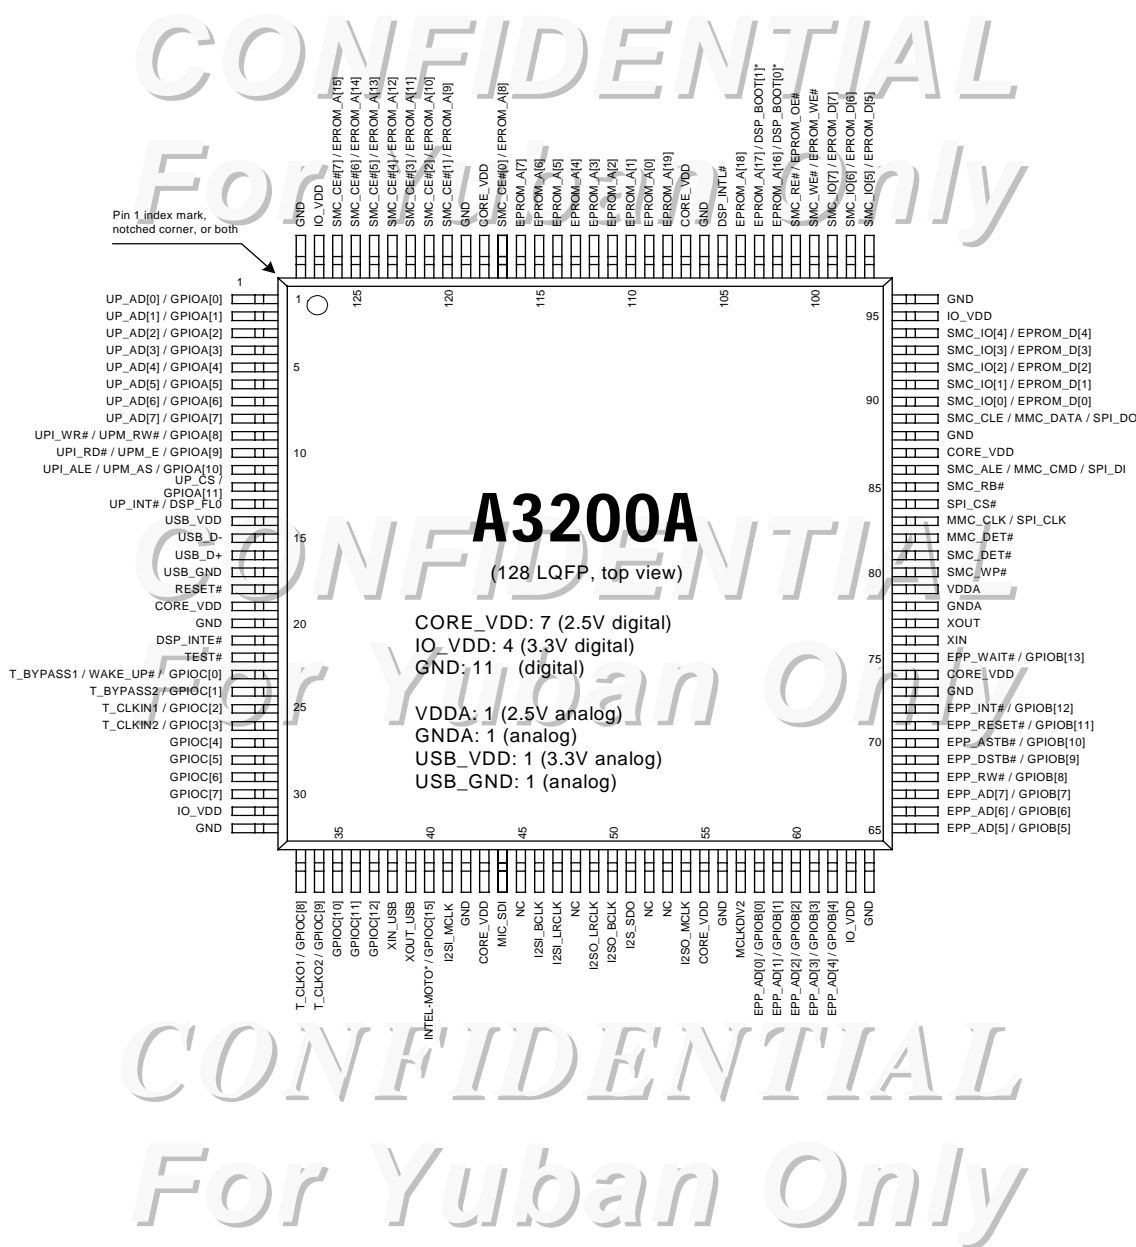 CONFIDENTIAL
For Yuban Only
GND
IO_VDD
SMC_CE#[7] / EPROM_A[15]
SMC_CE#[6] / EPROM_A[14]
SMC_CE#[5] / EPROM_A[13]
SMC_CE#[4] / EPROM_A[12]
SMC_CE#[3] / EPROM_A[11]
SMC_CE#[2] / EPROM_A[10]
SMC_CE#[1] / EPROM_A[9]
GND
CORE_VDD
SMC_CE#[0] / EPROM_A[8]
EPROM_A[7]
EPROM_A[6]
EPROM_A[5]
EPROM_A[4]
EPROM_A[3]
EPROM_A[2]
EPROM_A[1]
EPROM_A[0]
EPROM_A[19]
CORE_VDD
GND
DSP_INTL#
EPROM_A[18]
EPROM_A[17] / DSP_BOOT[1]*
EPROM_A[16] / DSP_BOOT[0]*
SMC_RE# / EPROM_OE#
SMC_WE# / EPROM_WE#
SMC_IO[7] / EPROM_D[7]
SMC_IO[6] / EPROM_D[6]
SMC_IO[5] / EPROM_D[5]
Pin 1 index mark,
notched corner, or both
1
1
125
120
115
110
105
100
UP_AD[0] / GPIOA[0]
UP_AD[1] / GPIOA[1]
UP_AD[2] / GPIOA[2]
UP_AD[3] / GPIOA[3]
UP_AD[4] / GPIOA[4]
UP_AD[5] / GPIOA[5]
UP_AD[6] / GPIOA[6]
UP_AD[7] / GPIOA[7]
UPI_WR# / UPM_RW# / GPIOA[8]
UPI_RD# / UPM_E / GPIOA[9]
UPI_ALE / UPM_AS / GPIOA[10]
UP_CS /
GPIOA[11]
UP_INT# / DSP_FL0
USB_VDD
USB_D-
USB_D+
USB_GND
RESET#
CORE_VDD
GND
DSP_INTE#
TEST#
T_BYPASS1 / WAKE_UP# / GPIOC[0]
T_BYPASS2 / GPIOC[1]
T_CLKIN1 / GPIOC[2]
T_CLKIN2 / GPIOC[3]
GPIOC[4]
GPIOC[5]
GPIOC[6]
GPIOC[7]
IO_VDD
GND
5
10
15
20
25
30
A3200A
(128 LQFP, top view)
CONFIDENTIAL
CORE_VDD: 7 (2.5V digital)
IO_VDD: 4 (3.3V digital)
GND: 11 (digital)
For Yuban Only
VDDA: 1 (2.5V analog)
GNDA: 1 (analog)
USB_VDD: 1 (3.3V analog)
USB_GND: 1 (analog)
95
90
85
80
75
70
65
GND
IO_VDD
SMC_IO[4] / EPROM_D[4]
SMC_IO[3] / EPROM_D[3]
SMC_IO[2] / EPROM_D[2]
SMC_IO[1] / EPROM_D[1]
SMC_IO[0] / EPROM_D[0]
SMC_CLE / MMC_DATA / SPI_DO
GND
CORE_VDD
SMC_ALE / MMC_CMD / SPI_DI
SMC_RB#
SPI_CS#
MMC_CLK / SPI_CLK
MMC_DET#
SMC_DET#
SMC_WP#
VDDA
GNDA
XOUT
XIN
EPP_WAIT# / GPIOB[13]
CORE_VDD
GND
EPP_INT# / GPIOB[12]
EPP_RESET# / GPIOB[11]
EPP_ASTB# / GPIOB[10]
EPP_DSTB# / GPIOB[9]
EPP_RW# / GPIOB[8]
EPP_AD[7] / GPIOB[7]
EPP_AD[6] / GPIOB[6]
EPP_AD[5] / GPIOB[5]
35
40
45
50
55
60
T_CLKO1 / GPIOC[8]
T_CLKO2 / GPIOC[9]
GPIOC[10]
GPIOC[11]
GPIOC[12]
XIN_USB
XOUT_USB
INTEL-MOTO* / GPIOC[15]
I2SI_MCLK
GND
CORE_VDD
MIC_SDI
NC
I2SI_BCLK
I2SI_LRCLK
NC
I2SO_LRCLK
I2SO_BCLK
I2S_SDO
NC
NC
I2SO_MCLK
CORE_VDD
GND
MCLKDIV2
EPP_AD[0] / GPIOB[0]
EPP_AD[1] / GPIOB[1]
EPP_AD[2] / GPIOB[2]
EPP_AD[3] / GPIOB[3]
EPP_AD[4] / GPIOB[4]
IO_VDD
GND
CONFIDENTIAL
For Yuban Only